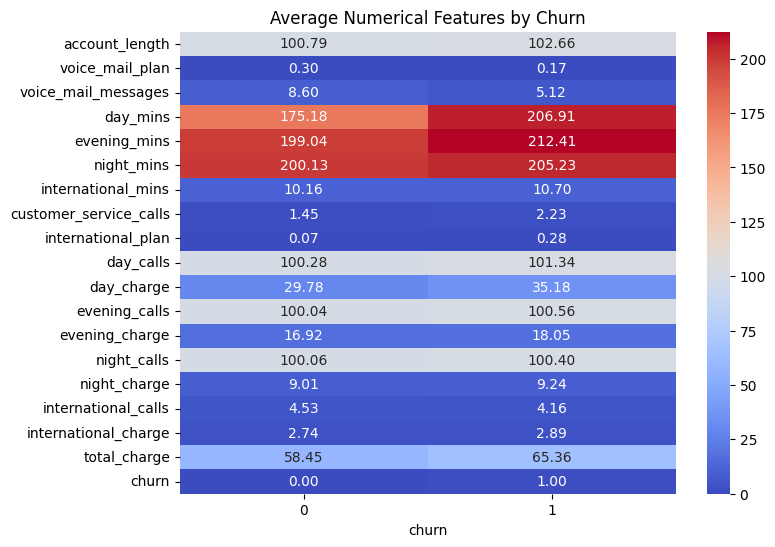 Average Numerical Features by Churn
account_length 100.79 102.66
voice_mail_plan 0.30 0.17
voice_mail_messages 8.60 5.12
day_mins 175.18 206.91
evening_mins 199.04 212.41
night_mins 200.13 205.23
international_mins 10.16 10.70
customer_service_calls 1.45 2.23
international_plan 0.07 0.28
day_calls 100.28 101.34
day_charge 29.78 35.18
evening_calls 100.04 100.56
evening_charge 16.92 18.05
night_calls 100.06 100.40
night_charge 9.01 9.24
international_calls 4.53 4.16
international_charge 2.74 2.89
total_charge 58.45 65.36
churn 0.00 1.00
0 1
churn
200
175
150
125
100
75
50
25
0